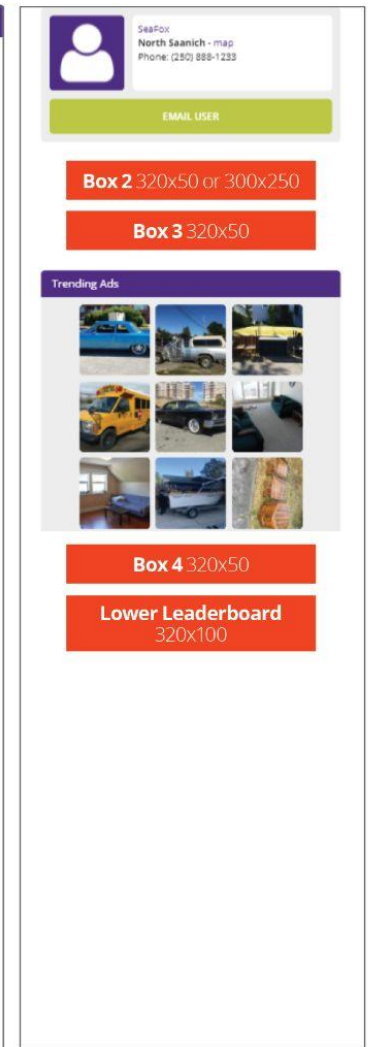 SeaFox
North Saanich - map
Phone: (250) 888-1233
EMAIL USER
Box 2 320x50 or 300x250
Box 3 320x50
Trending Ads
Box 4 320x50
Lower Leaderboard
320x100